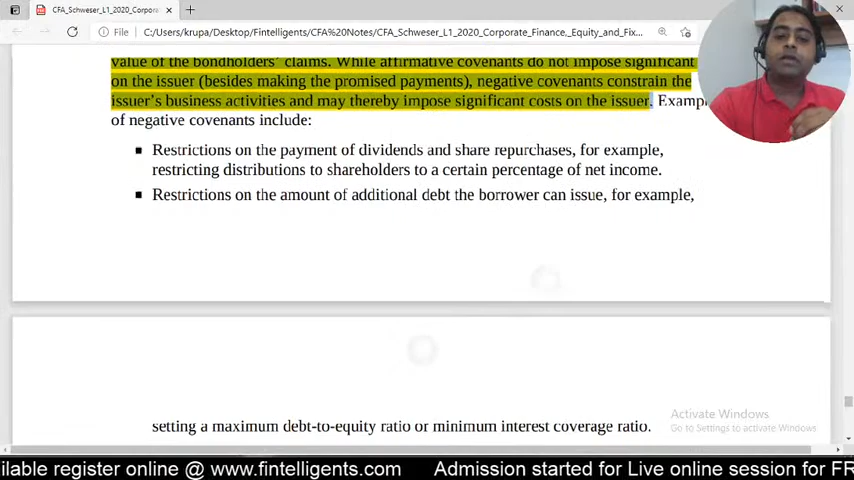 CFA_Schweser_L1_2020_Corpora
File
C:/Users/krupa/Desktop/Fintelligents/CFA%20Notes/CFA_Schweser_L1_2020_Corporate_Finance,_Equity_and_Fix...
value of the bondholders' claims. While affirmative covenants do not impose significant
on the issuer (besides making the promised payments), negative covenants constrain the
issuer's business activities and may thereby impose significant costs on the issuer. Examp
of negative covenants include:
▪ Restrictions on the payment of dividends and share repurchases, for example,
restricting distributions to shareholders to a certain percentage of net income.
▪ Restrictions on the amount of additional debt the borrower can issue, for example,
setting a maximum debt-to-equity ratio or minimum interest coverage ratio.
Activate Windows
Go to Settings to activate Windows.
ilable register online @ www.fintelligents.com Admission started for Live online session for FR